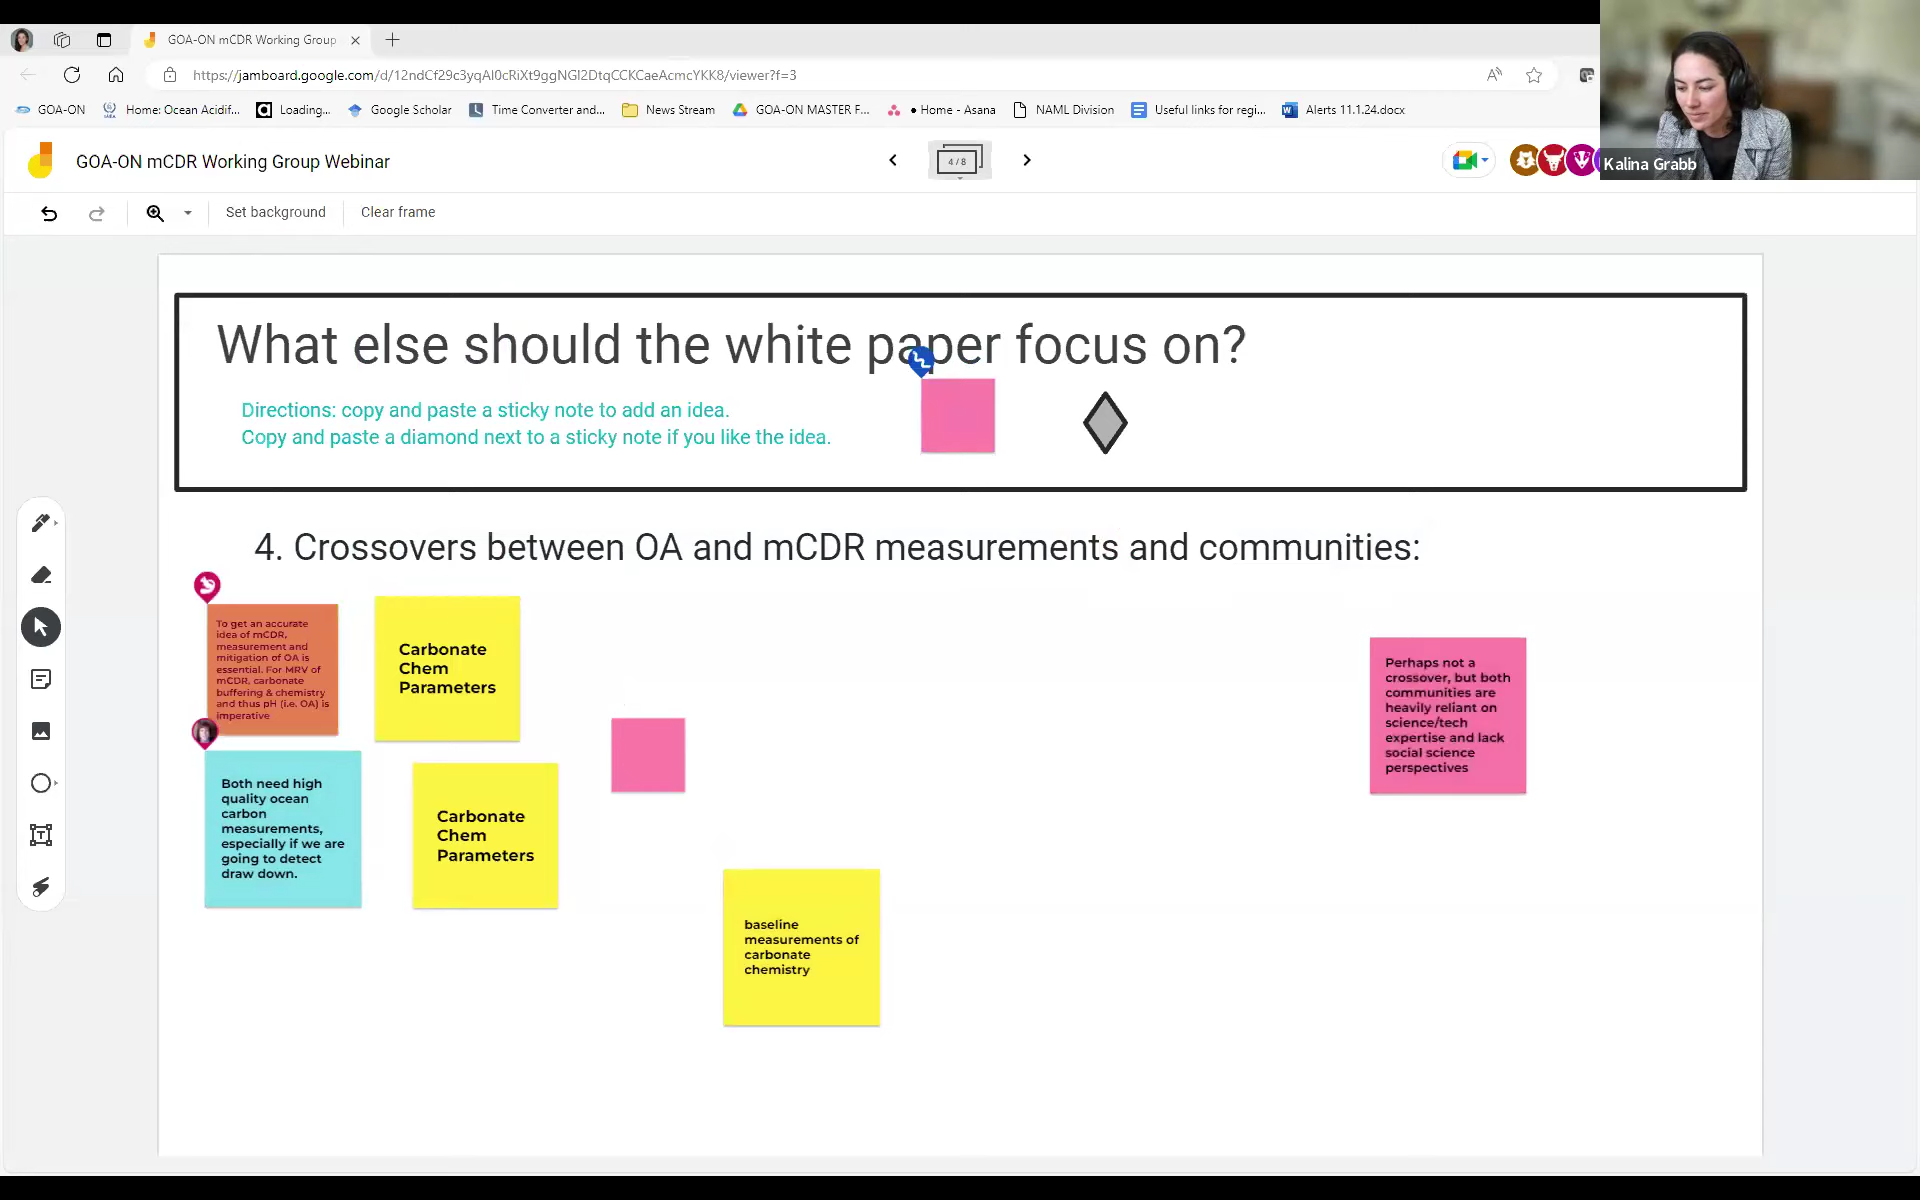 GOA-ON mCDR Working Group
https://jamboard.google.com/d/12ndCf29c3yqAI0cRiXt9ggNGl2DtqCCKCaeAcmcYKK8/viewer?f=3
GOA-ON
Home: Ocean Acidif...
Loading...
Google Scholar
Time Converter and...
News Stream
GOA-ON MASTER F...
• Home - Asana
NAML Division
Useful links for regi...
Alerts 11.1.24.docx
Kalina Grabb
GOA-ON mCDR Working Group Webinar
4 / 8
Set background
Clear frame
What else should the white paper focus on?
Directions: copy and paste a sticky note to add an idea.
Copy and paste a diamond next to a sticky note if you like the idea.
4. Crossovers between OA and mCDR measurements and communities:
To get an accurate
idea of mCDR,
measurement and
mitigation of OA is
essential. For MRV of
mCDR, carbonate
buffering & chemistry
and thus pH (i.e. OA) is
imperative
Carbonate
Chem
Parameters
Perhaps not a
crossover, but both
communities are
heavily reliant on
science/tech
expertise and lack
social science
perspectives
Both need high
quality ocean
carbon
measurements,
especially if we are
going to detect
draw down.
Carbonate
Chem
Parameters
baseline
measurements of
carbonate
chemistry